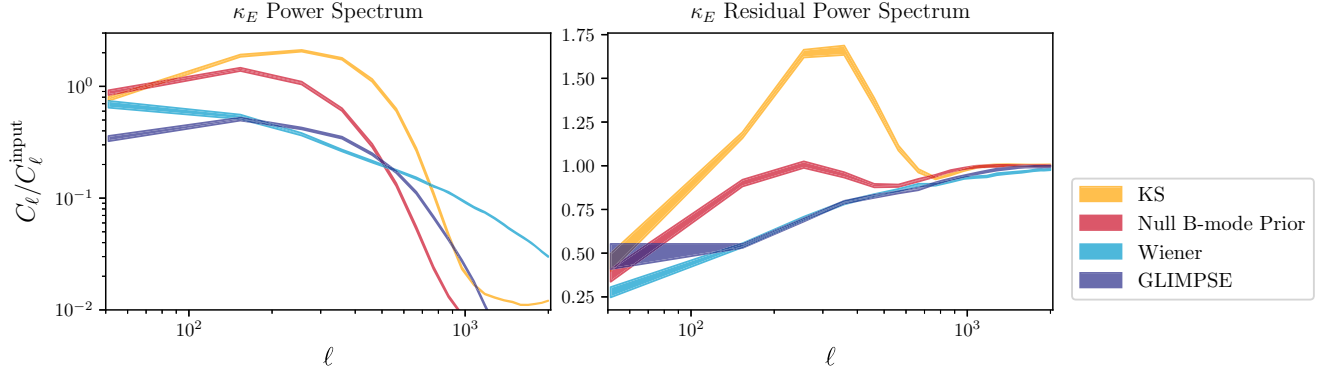 κ_E Power Spectrum
C_ℓ/C_ℓ^input
10^0
10^−1
10^−2
10^2
10^3
ℓ
κ_E Residual Power Spectrum
1.75
1.50
1.25
1.00
0.75
0.50
0.25
10^2
10^3
ℓ
KS
Null B-mode Prior
Wiener
GLIMPSE